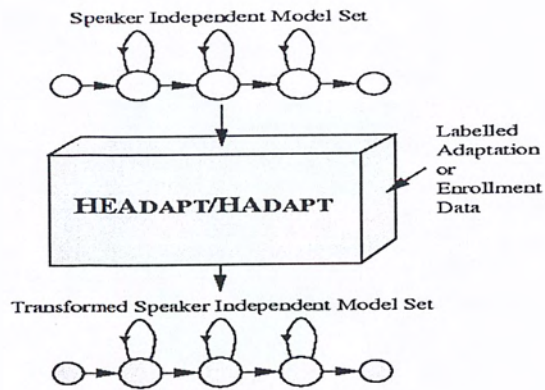 Speaker Independent Model Set
HEADAPT/HADAPT
Labelled
Adaptation
or
Enrollment
Data
Transformed Speaker Independent Model Set